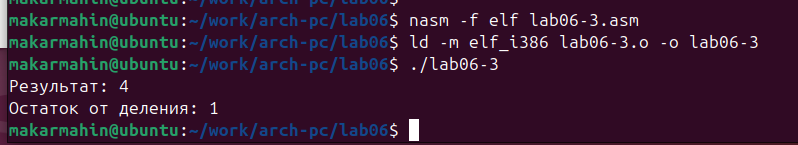 makarmahin@ubuntu:~/work/arch-pc/lab06$ nasm -f elf lab06-3.asm
makarmahin@ubuntu:~/work/arch-pc/lab06$ ld -m elf_i386 lab06-3.o -o lab06-3
makarmahin@ubuntu:~/work/arch-pc/lab06$ ./lab06-3
Результат: 4
Остаток от деления: 1
makarmahin@ubuntu:~/work/arch-pc/lab06$